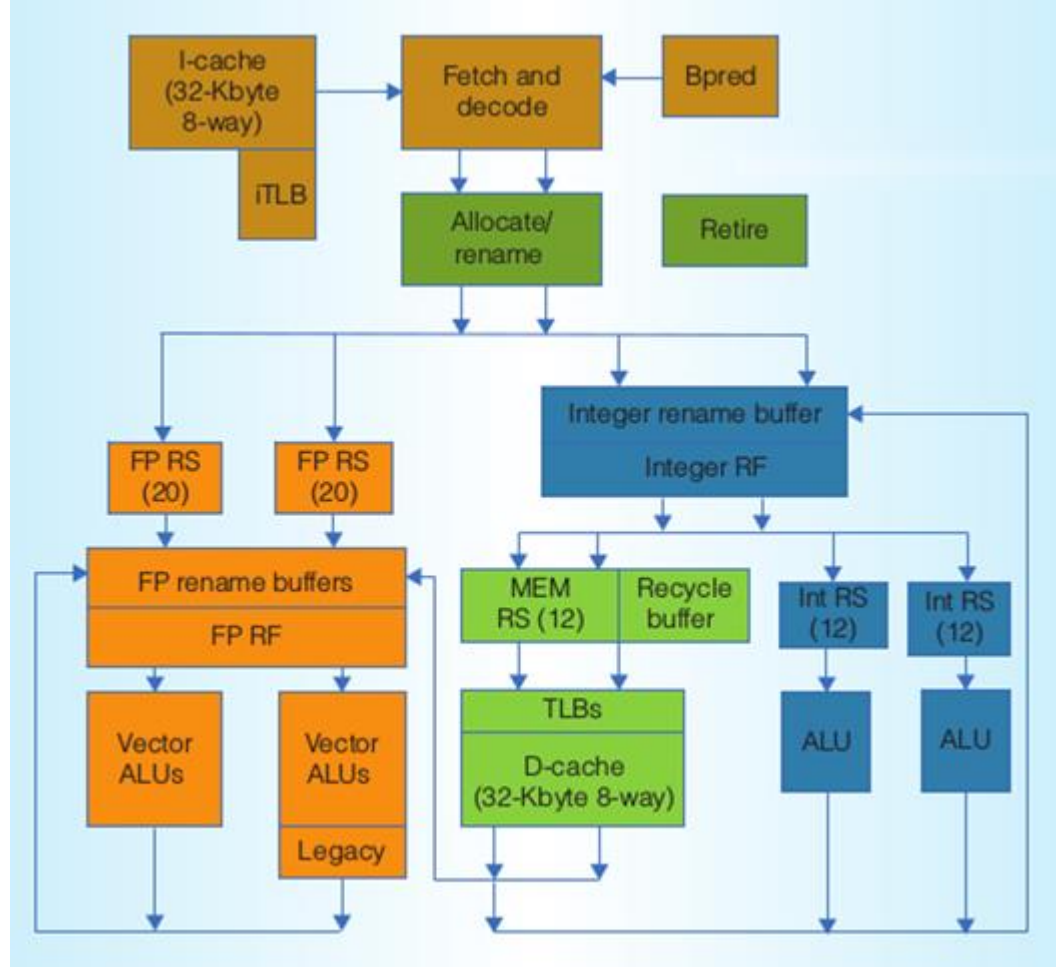 I-cache
(32-Kbyte
8-way)
Fetch and
decode
Bpred
iTLB
Allocate/
rename
Retire
Integer rename buffer
Integer RF
FP RS
(20)
FP RS
(20)
FP rename buffers
FP RF
MEM
RS (12)
Recycle
buffer
Int RS
(12)
Int RS
(12)
Vector
ALUs
Vector
ALUs
Legacy
TLBs
D-cache
(32-Kbyte 8-way)
ALU
ALU